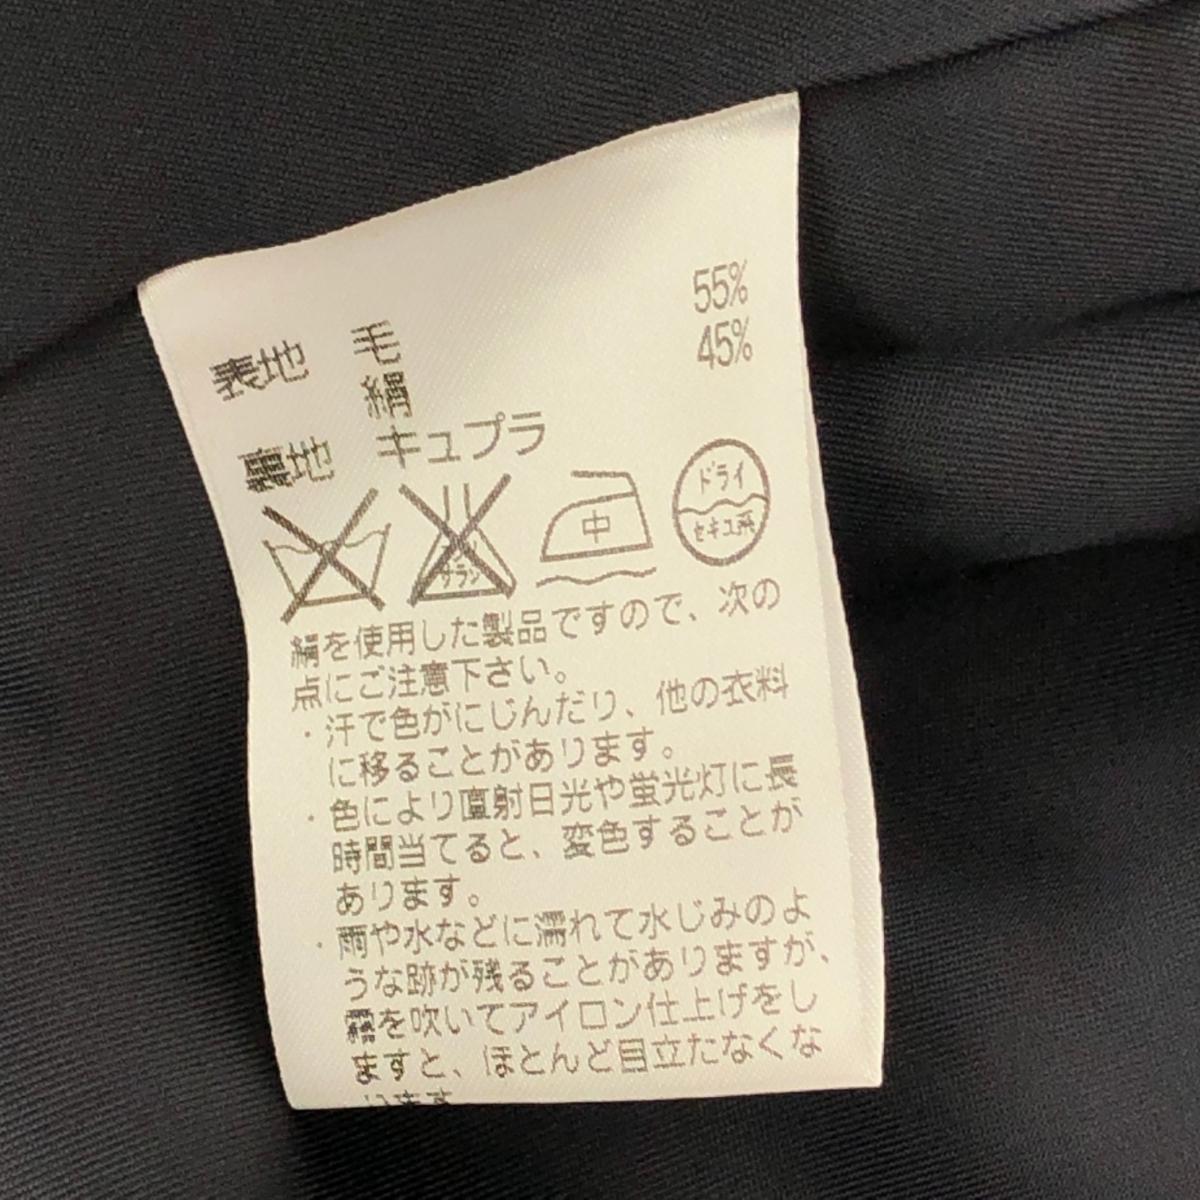 表地 毛 55%
絹 45%
裏地 キュプラ
サラシ
中
ドライ
セキユ系
絹を使用した製品ですので、次の
点にご注意下さい。
・汗で色がにじんだり、他の衣料
に移ることがあります。
・色により直射日光や蛍光灯に長
時間当てると、変色することが
あります。
・雨や水などに濡れて水じみのよ
うな跡が残ることがありますが、
霧を吹いてアイロン仕上げをし
ますと、ほとんど目立たなくな
います